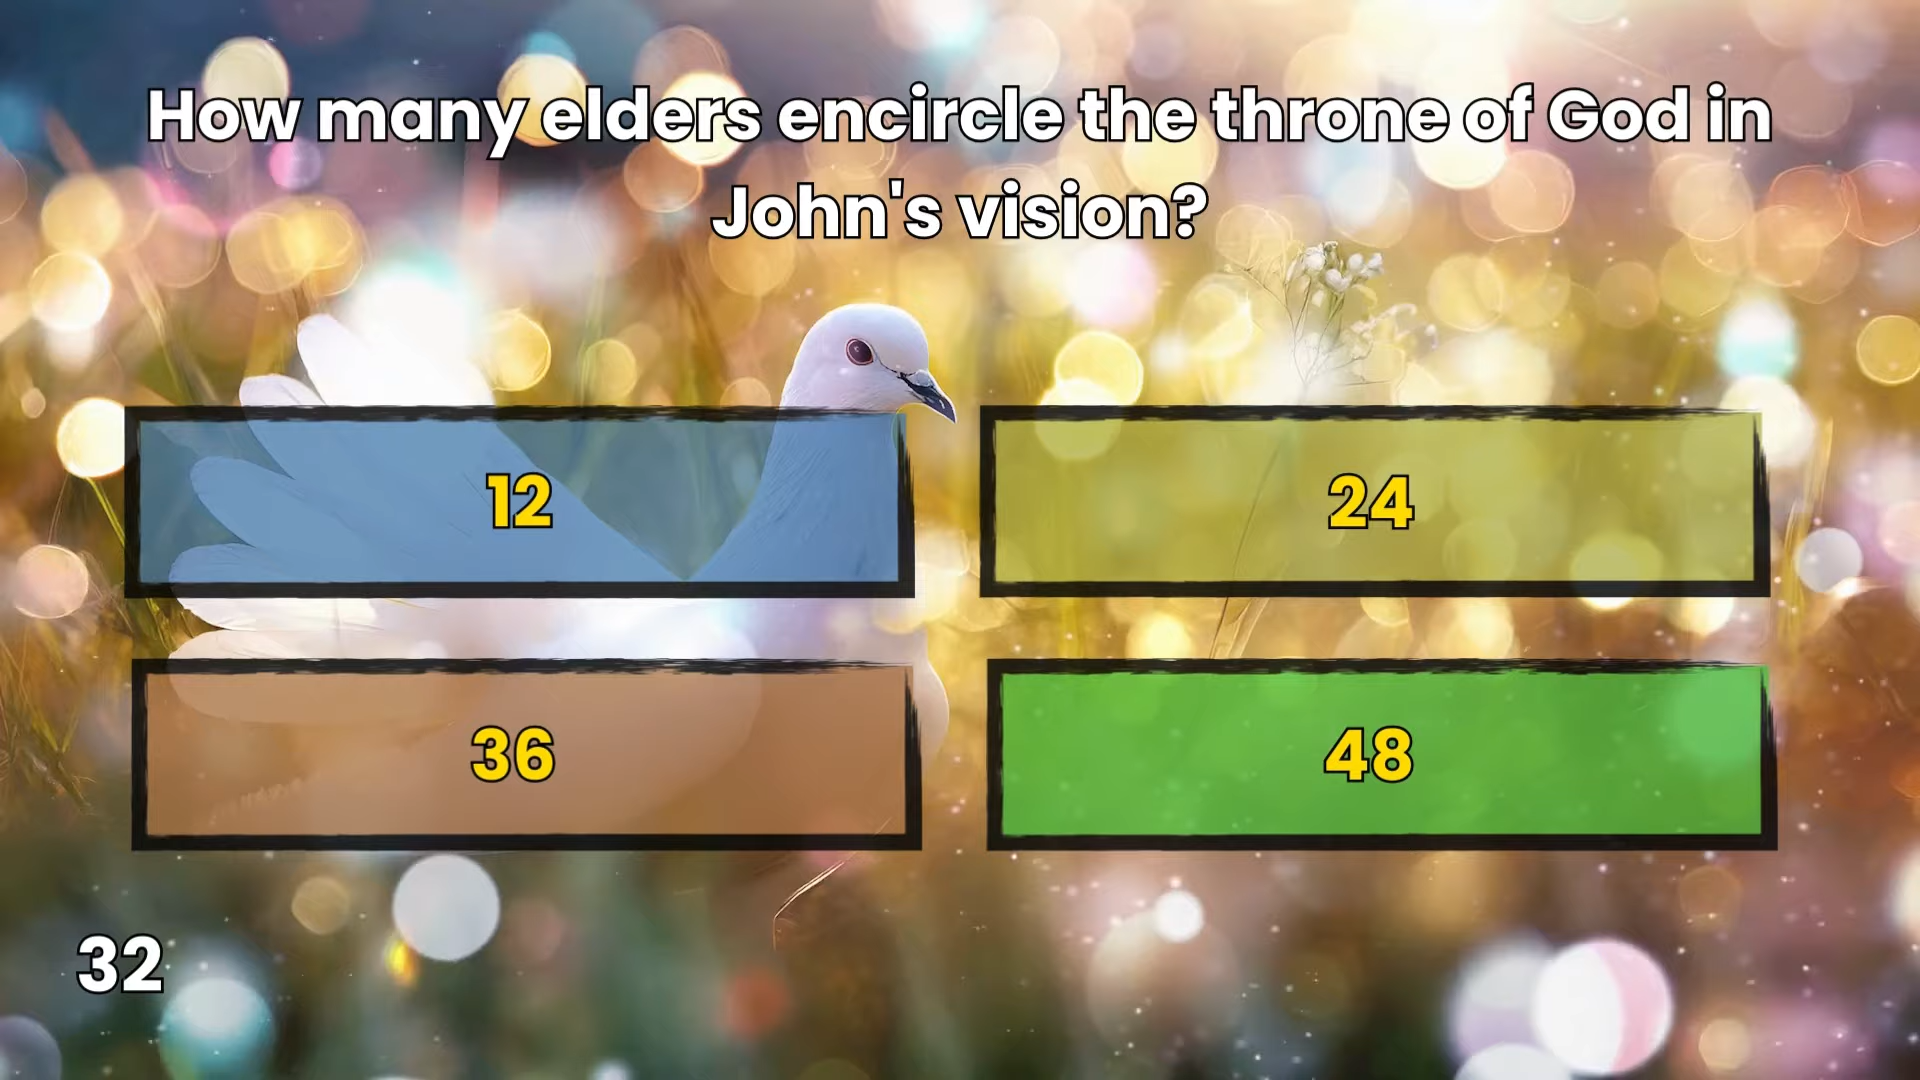 How many elders encircle the throne of God in
John's vision?
12
24
36
48
32